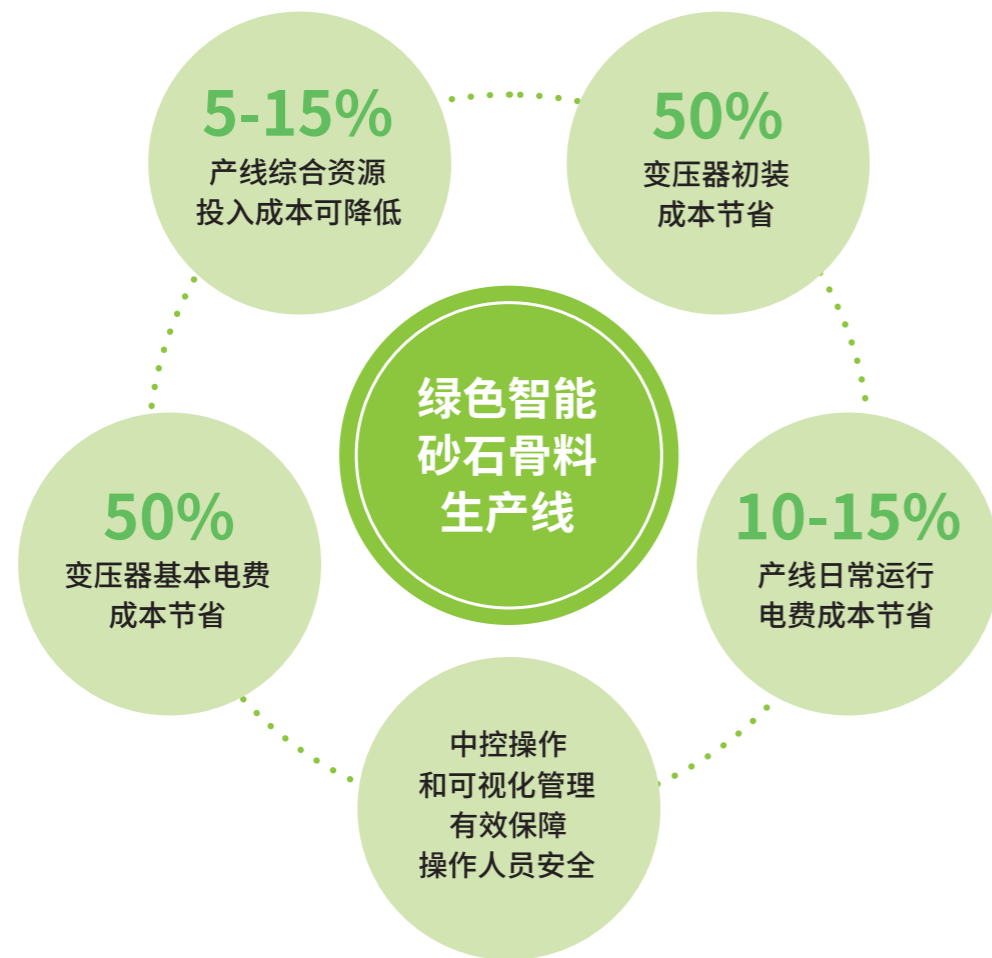 5-15%
产线综合资源
投入成本可降低
50%
变压器初装
成本节省
绿色智能
砂石骨料
生产线
50%
变压器基本电费
成本节省
10-15%
产线日常运行
电费成本节省
中控操作
和可视化管理
有效保障
操作人员安全